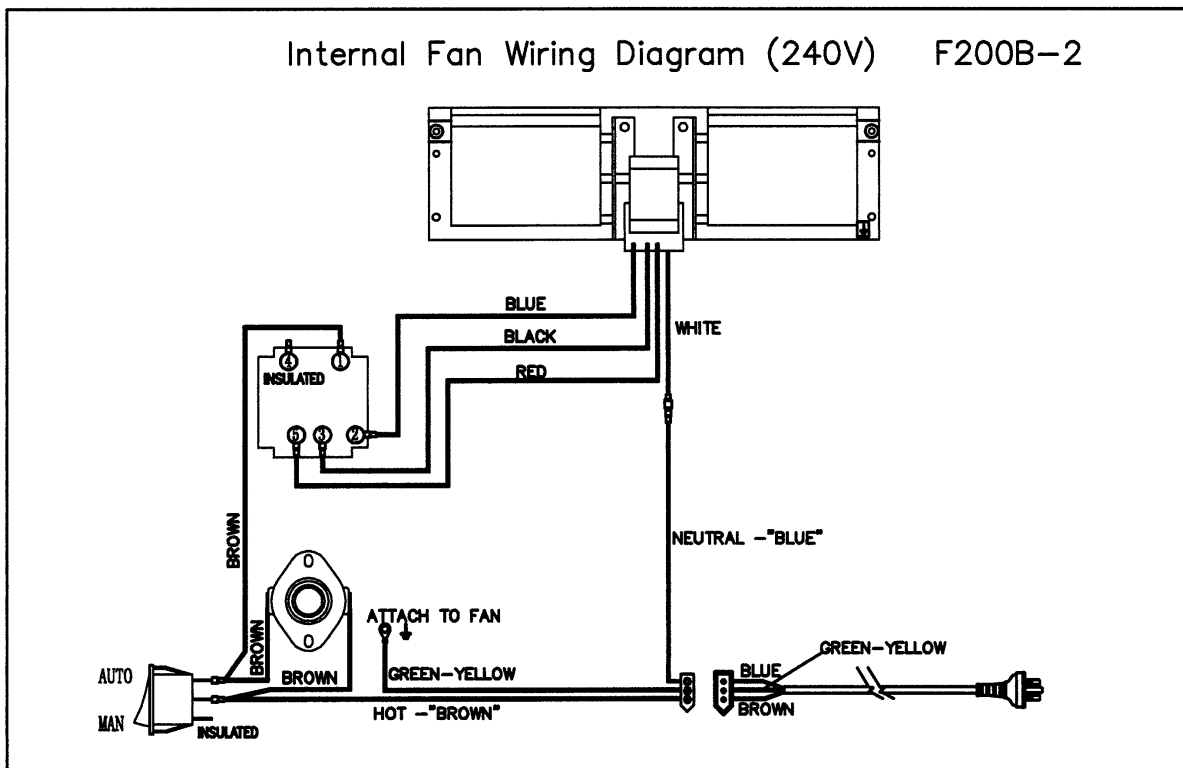 Internal Fan Wiring Diagram (240V) F200B-2
BLUE
BLACK
RED
WHITE
4
1
INSULATED
5
3
2
BROWN
NEUTRAL -"BLUE"
ATTACH TO FAN
GREEN-YELLOW
BROWN
BROWN
GREEN-YELLOW
BLUE
AUTO
HOT -"BROWN"
BROWN
MAN
INSULATED